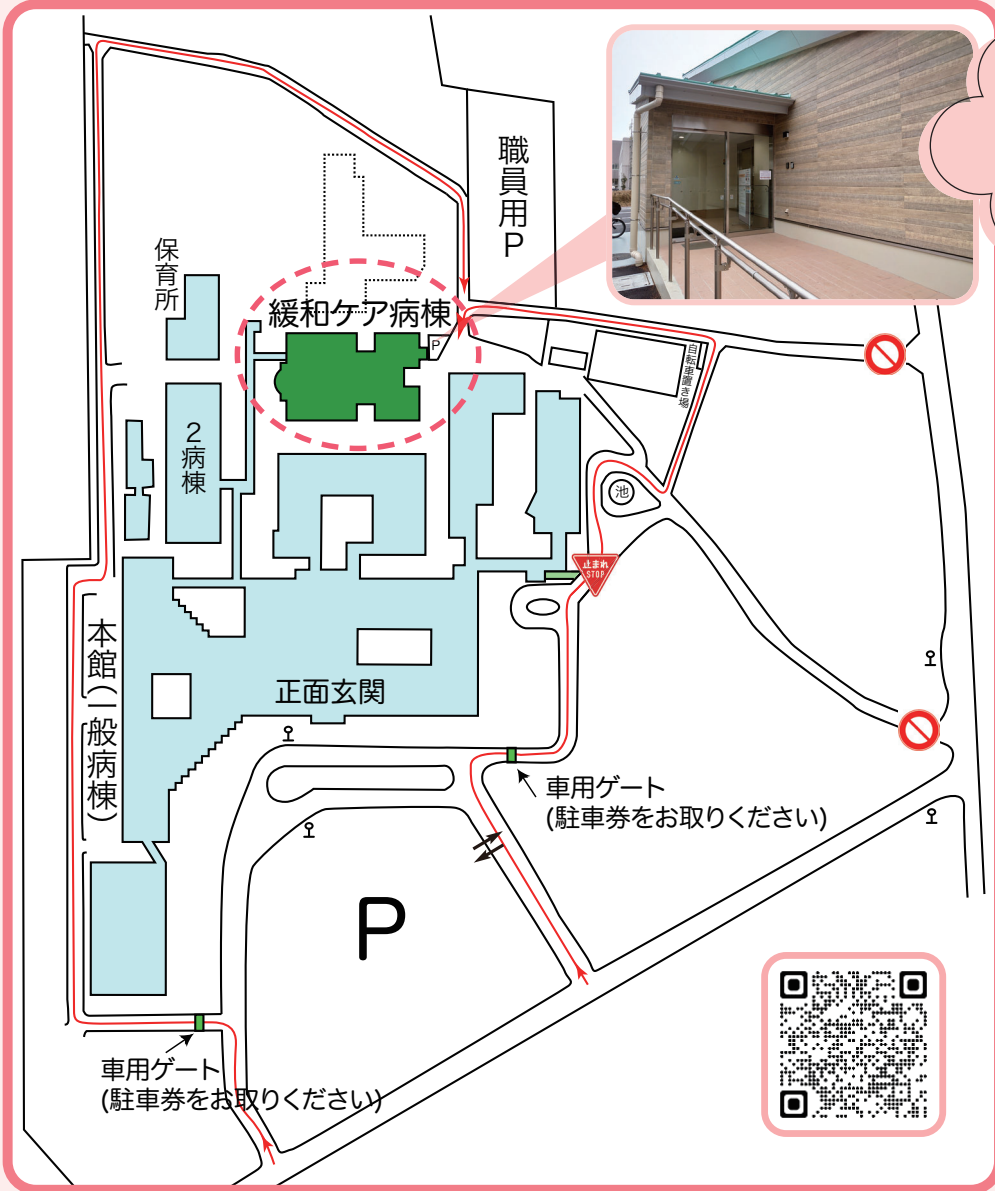 職員用P
保育所
緩和ケア病棟
P
自転車置き場
2病棟
池
止まれ
STOP
本館(一般病棟)
正面玄関
車用ゲート
(駐車券をお取りください)
P
車用ゲート
(駐車券をお取りください)